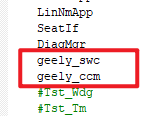 LinNmApp
SeatIf
DiagMgr
geely_swc
geely_ccm
#Tst_Wdg
#Tst_Tm